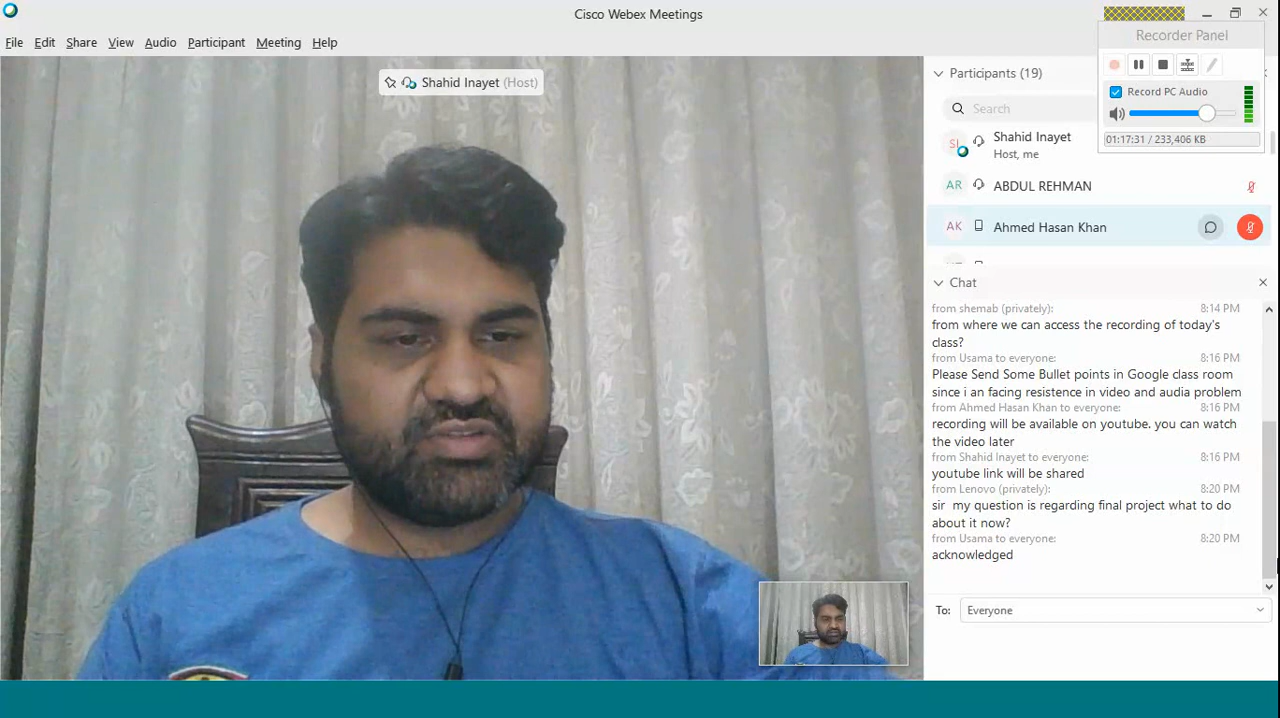 Cisco Webex Meetings
File Edit Share View Audio Participant Meeting Help
Shahid Inayet (Host)
Recorder Panel
Record PC Audio
01:17:31 / 233,406 KB
Participants (19)
Search
SI Shahid Inayet
Host, me
AR ABDUL REHMAN
AK Ahmed Hasan Khan
Chat
from shemab (privately): 8:14 PM
from where we can access the recording of today's
class?
from Usama to everyone: 8:16 PM
Please Send Some Bullet points in Google class room
since i an facing resistence in video and audia problem
from Ahmed Hasan Khan to everyone: 8:16 PM
recording will be available on youtube. you can watch
the video later
from Shahid Inayet to everyone: 8:16 PM
youtube link will be shared
from Lenovo (privately): 8:20 PM
sir my question is regarding final project what to do
about it now?
from Usama to everyone: 8:20 PM
acknowledged
To: Everyone